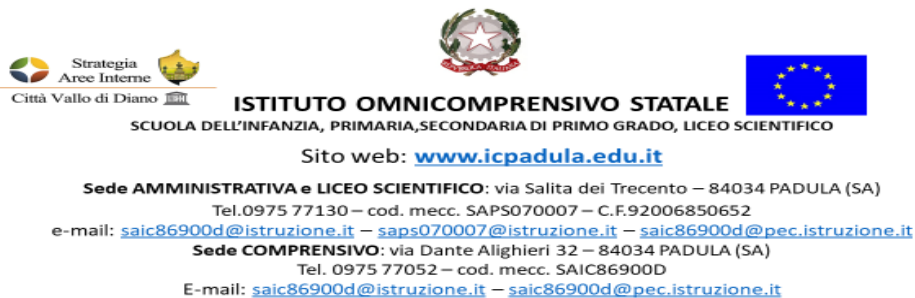 Strategia
Aree Interne
Città Vallo di Diano
REPVBBLICA ITALIANA
ISTITUTO OMNICOMPRENSIVO STATALE
SCUOLA DELL'INFANZIA, PRIMARIA,SECONDARIA DI PRIMO GRADO, LICEO SCIENTIFICO
Sito web: www.icpadula.edu.it
Sede AMMINISTRATIVA e LICEO SCIENTIFICO: via Salita dei Trecento – 84034 PADULA (SA)
Tel.0975 77130 – cod. mecc. SAPS070007 – C.F.92006850652
e-mail: saic86900d@istruzione.it – saps070007@istruzione.it – saic86900d@pec.istruzione.it
Sede COMPRENSIVO: via Dante Alighieri 32 – 84034 PADULA (SA)
Tel. 0975 77052 – cod. mecc. SAIC86900D
E-mail: saic86900d@istruzione.it – saic86900d@pec.istruzione.it